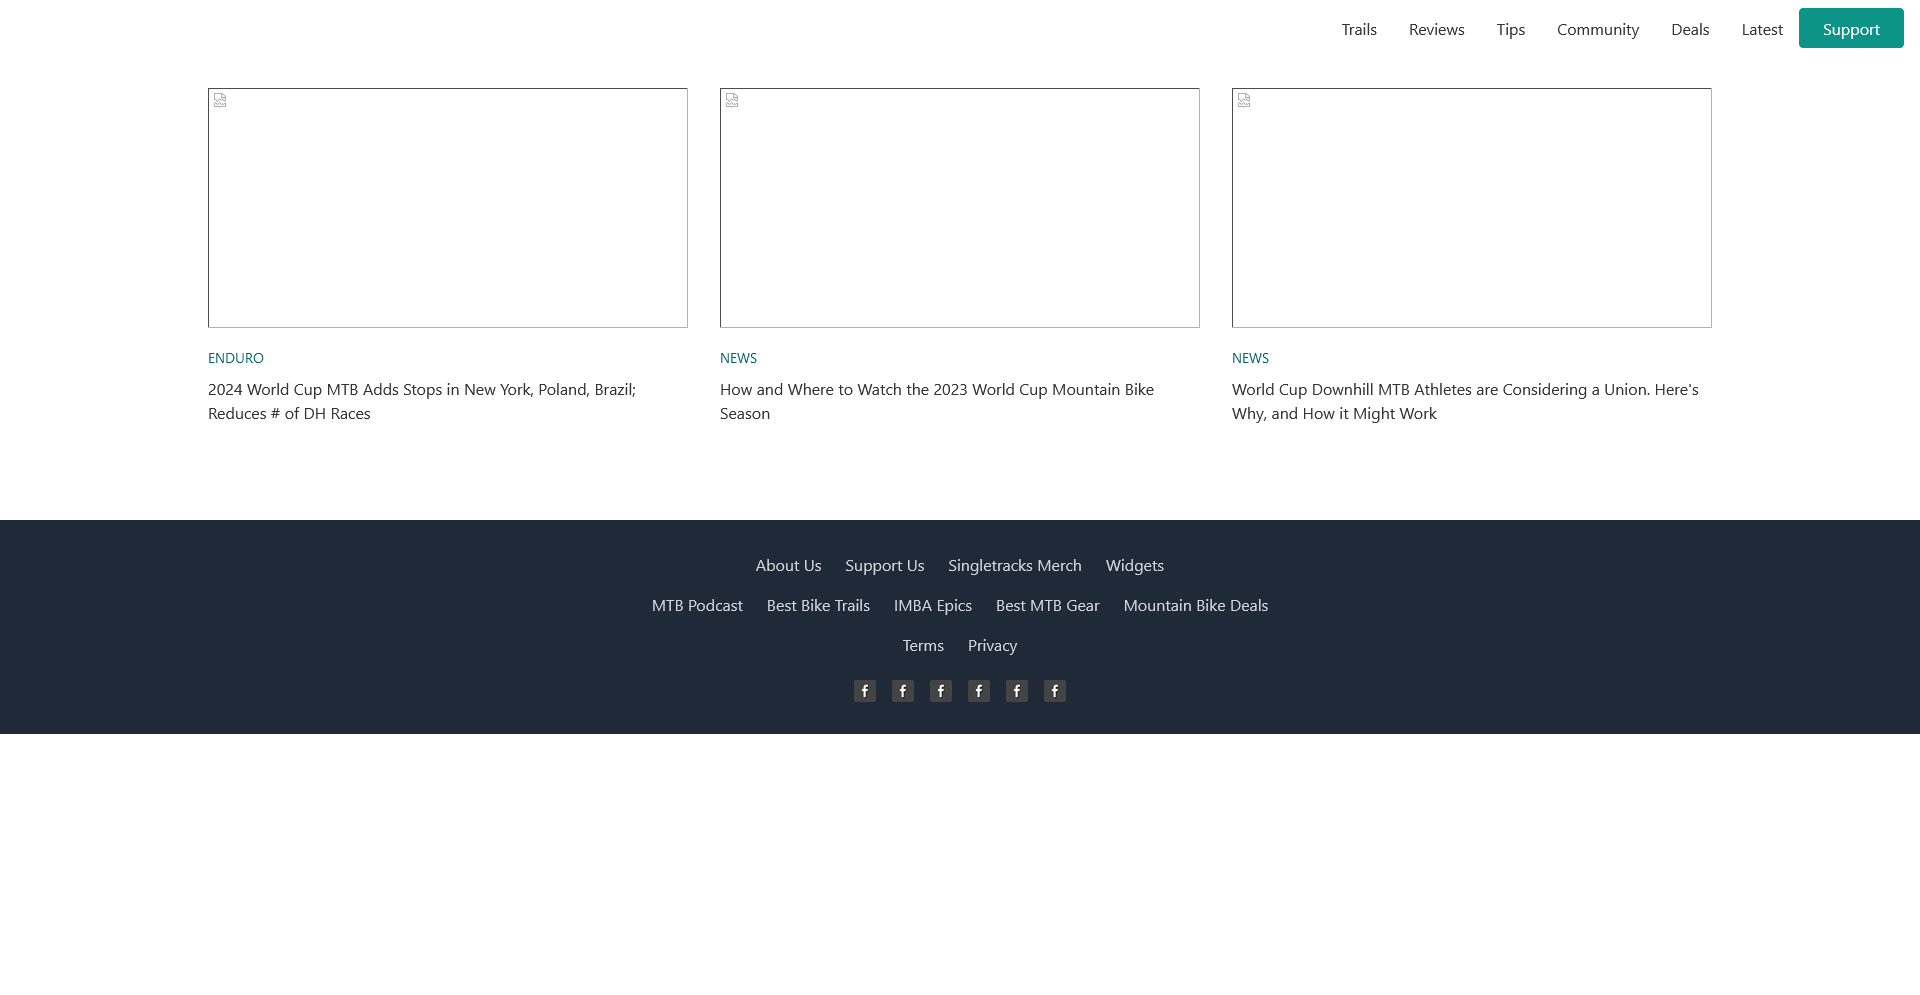 Trails Reviews Tips Community Deals Latest Support
ENDURO
2024 World Cup MTB Adds Stops in New York, Poland, Brazil;
Reduces # of DH Races
NEWS
How and Where to Watch the 2023 World Cup Mountain Bike
Season
NEWS
World Cup Downhill MTB Athletes are Considering a Union. Here's
Why, and How it Might Work
About Us Support Us Singletracks Merch Widgets
MTB Podcast Best Bike Trails IMBA Epics Best MTB Gear Mountain Bike Deals
Terms Privacy